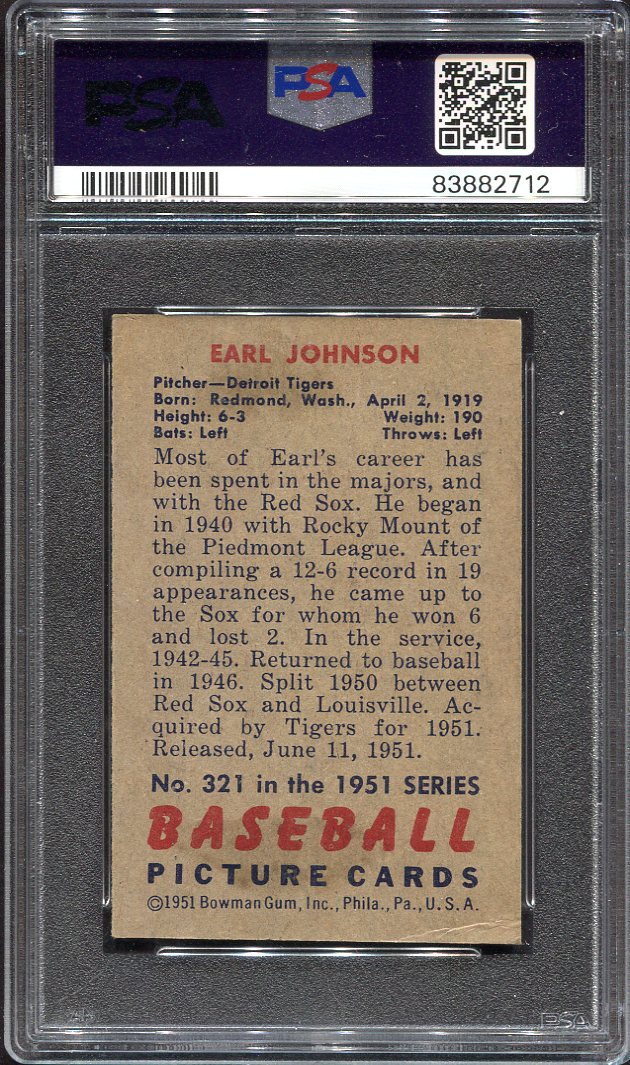 PSA
PSA
83882712
EARL JOHNSON
Pitcher—Detroit Tigers
Born: Redmond, Wash., April 2, 1919
Height: 6-3 Weight: 190
Bats: Left Throws: Left
Most of Earl's career has
been spent in the majors, and
with the Red Sox. He began
in 1940 with Rocky Mount of
the Piedmont League. After
compiling a 12-6 record in 19
appearances, he came up to
the Sox for whom he won 6
and lost 2. In the service,
1942-45. Returned to baseball
in 1946. Split 1950 between
Red Sox and Louisville. Ac-
quired by Tigers for 1951.
Released, June 11, 1951.
No. 321 in the 1951 SERIES
BASEBALL
PICTURE CARDS
©1951 Bowman Gum, Inc., Phila., Pa., U.S.A.
PSA